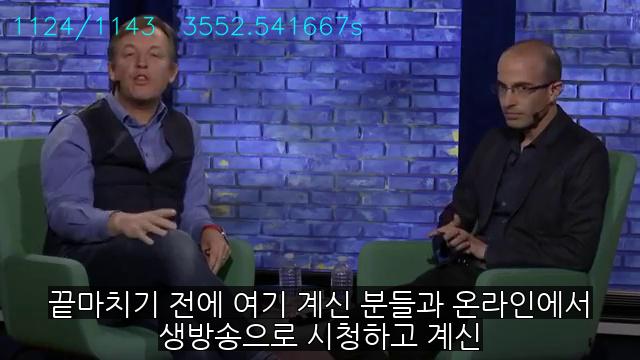 1124/1143 3552.541667s
끝마치기 전에 여기 계신 분들과 온라인에서
생방송으로 시청하고 계신